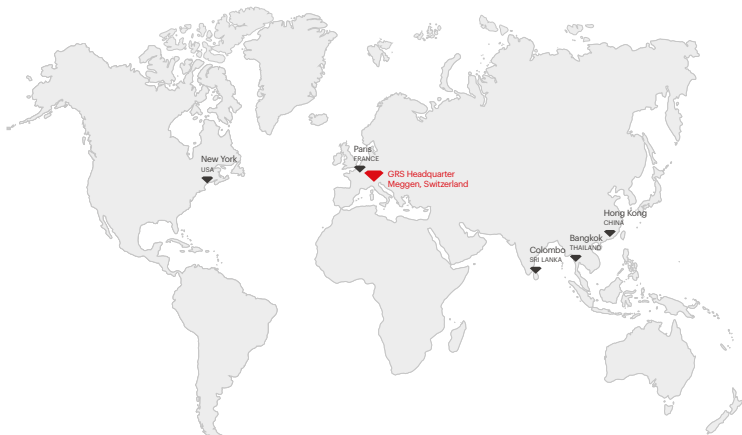 Paris
FRANCE
New York
USA
GRS Headquarter
Meggen, Switzerland
Hong Kong
CHINA
Bangkok
THAILAND
Colombo
SRI LANKA